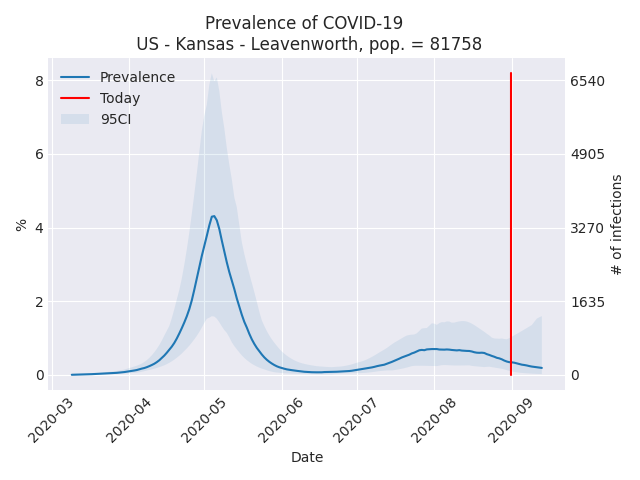 Prevalence of COVID-19
US - Kansas - Leavenworth, pop. = 81758
Prevalence
Today
95CI
8
6
4
2
0
%
6540
4905
3270
1635
0
# of infections
2020-03
2020-04
2020-05
2020-06
2020-07
2020-08
2020-09
Date